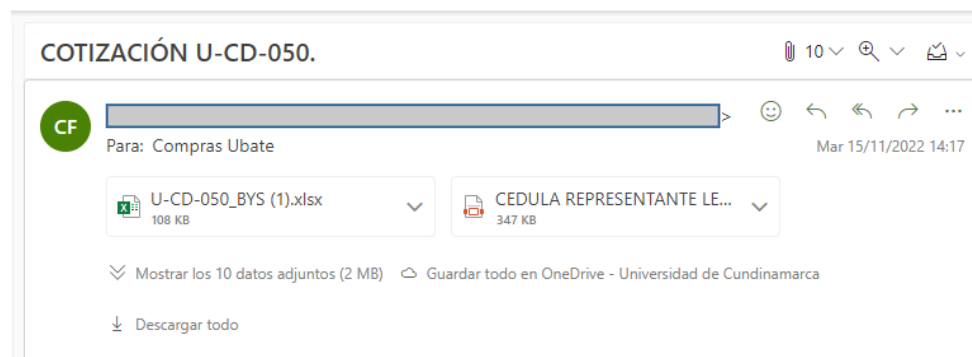 COTIZACIÓN U-CD-050.
10
CF
>
Para: Compras Ubate
Mar 15/11/2022 14:17
U-CD-050_BYS (1).xlsx
108 KB
CEDULA REPRESENTANTE LE...
347 KB
Mostrar los 10 datos adjuntos (2 MB)
Guardar todo en OneDrive - Universidad de Cundinamarca
Descargar todo